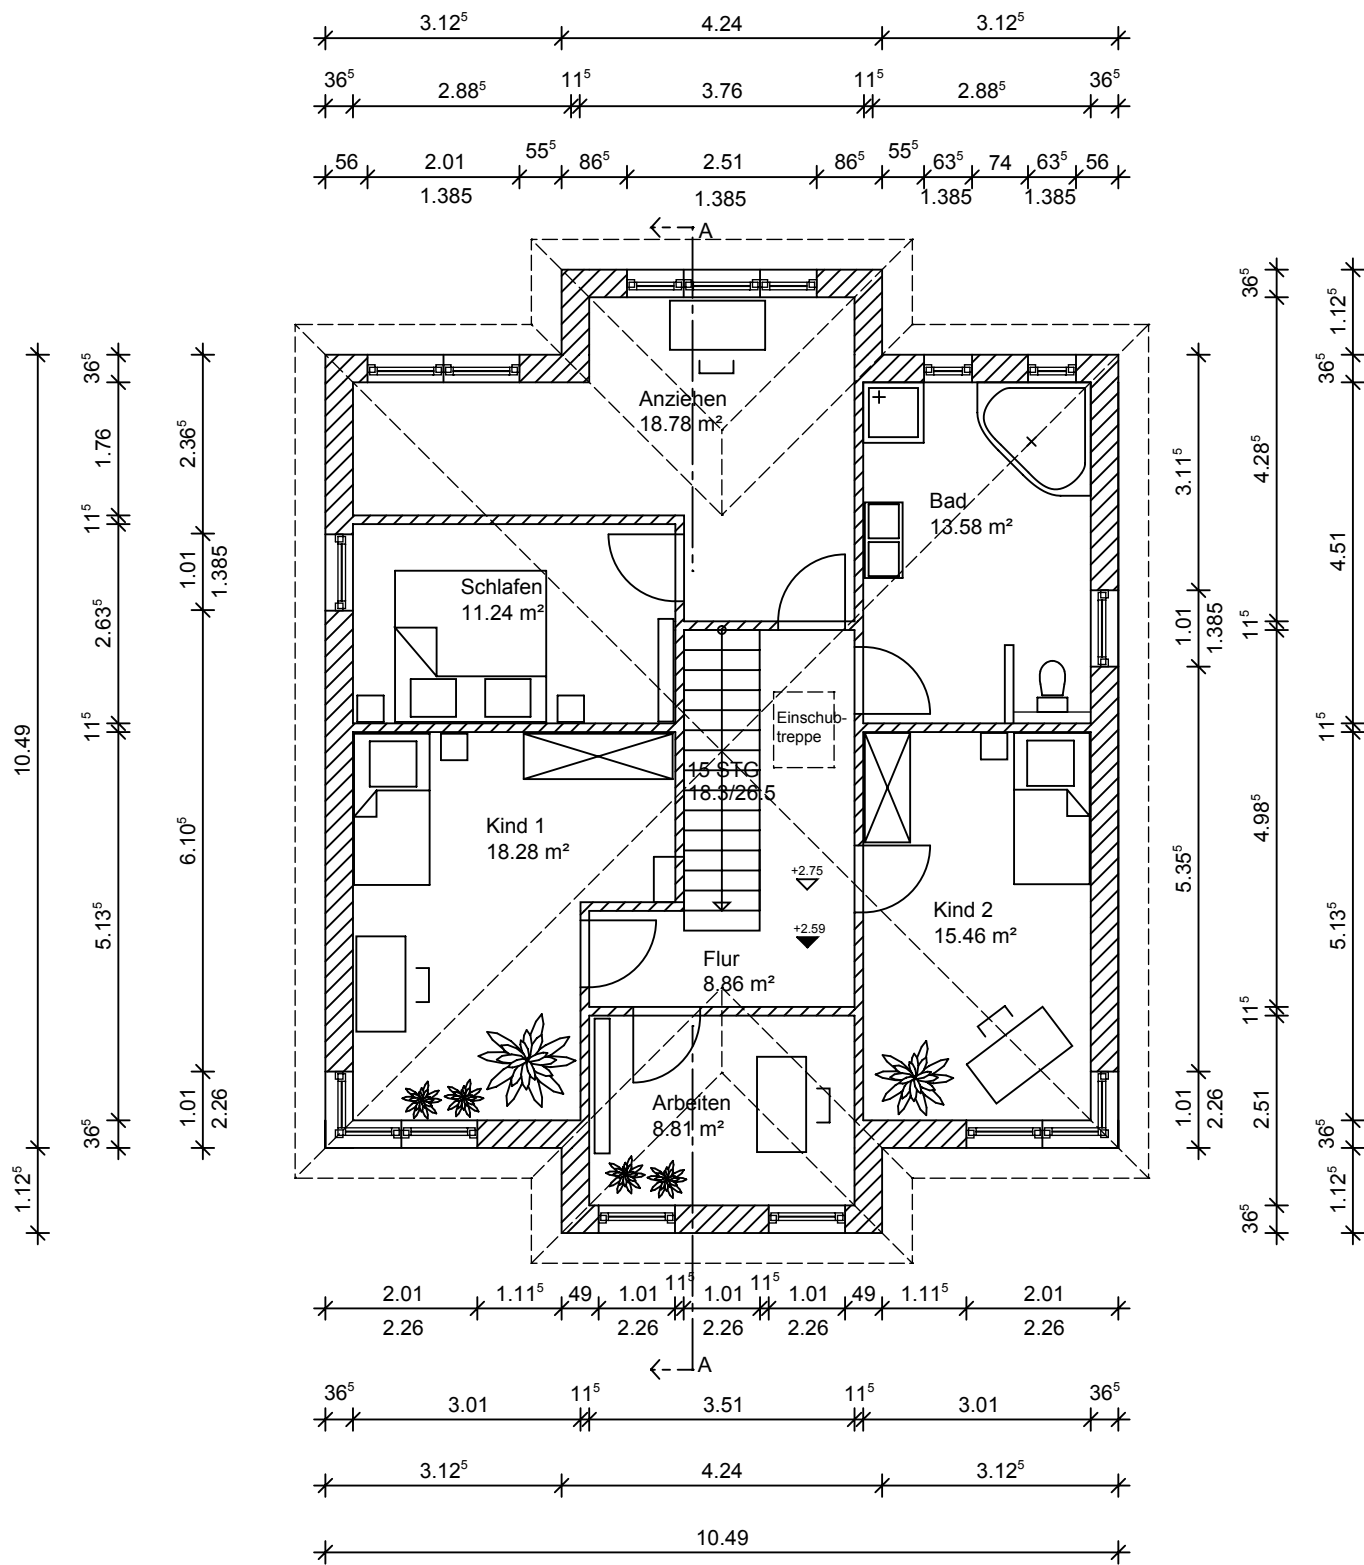 3.12⁵ 4.24 3.12⁵
36⁵ 2.88⁵ 11⁵ 3.76 11⁵ 2.88⁵ 36⁵
56 2.01 55⁵ 86⁵ 2.51 86⁵ 55⁵ 63⁵ 74 63⁵ 56
1.385 1.385 1.385 1.385
A
10.49
1.12⁵
36⁵
1.76
11⁵
2.63⁵
11⁵
5.13⁵
36⁵
2.36⁵
1.01
1.385
6.10⁵
1.01
2.26
Anziehen
18.78 m²
Bad
13.58 m²
Schlafen
11.24 m²
Einschub-
treppe
15 STG
18.3/26.5
Kind 1
18.28 m²
+2.75
+2.59
Kind 2
15.46 m²
Flur
8.86 m²
Arbeiten
8.81 m²
3.11⁵
1.01
1.385
5.35⁵
1.01
2.26
36⁵
4.28⁵
11⁵
4.98⁵
11⁵
2.51
36⁵
1.12⁵
36⁵
4.51
11⁵
5.13⁵
36⁵
1.12⁵
2.01 1.11⁵ 49 1.01 11⁵ 1.01 11⁵ 1.01 49 1.11⁵ 2.01
2.26 2.26 2.26 2.26 2.26
A
36⁵ 3.01 11⁵ 3.51 11⁵ 3.01 36⁵
3.12⁵ 4.24 3.12⁵
10.49